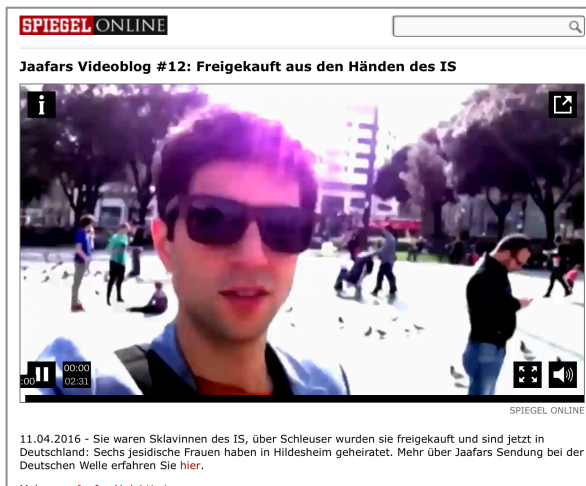 SPIEGEL ONLINE
Jaafars Videoblog #12: Freigekauft aus den Händen des IS
i
:00
00:00
02:31
SPIEGEL ONLINE
11.04.2016 - Sie waren Sklavinnen des IS, über Schleuser wurden sie freigekauft und sind jetzt in
Deutschland: Sechs jesidische Frauen haben in Hildesheim geheiratet. Mehr über Jaafars Sendung bei der
Deutschen Welle erfahren Sie hier.